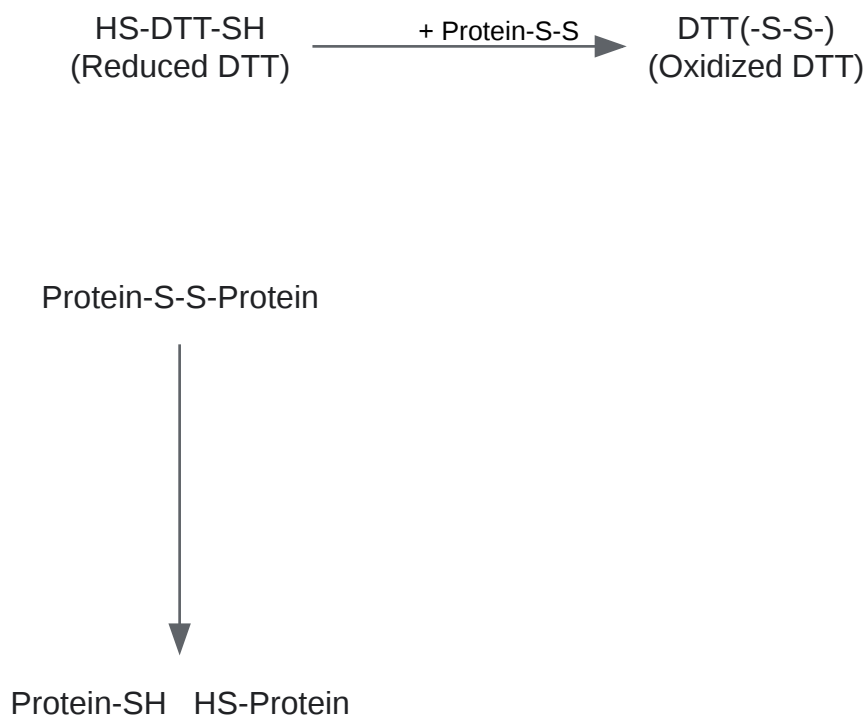 HS-DTT-SH
(Reduced DTT)
+ Protein-S-S
DTT(-S-S-)
(Oxidized DTT)
Protein-S-S-Protein
Protein-SH HS-Protein